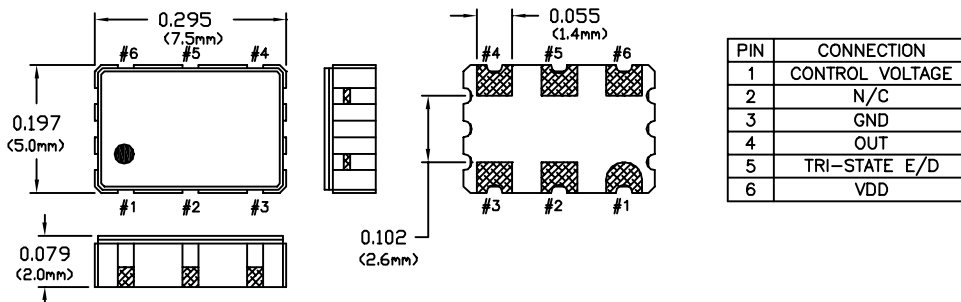 0.295
(7.5mm)
#6 #5 #4
0.197
(5.0mm)
#1 #2 #3
0.079
(2.0mm)
0.055
(1.4mm)
#4 #5 #6
#3 #2 #1
0.102
(2.6mm)
PIN CONNECTION
1 CONTROL VOLTAGE
2 N/C
3 GND
4 OUT
5 TRI-STATE E/D
6 VDD